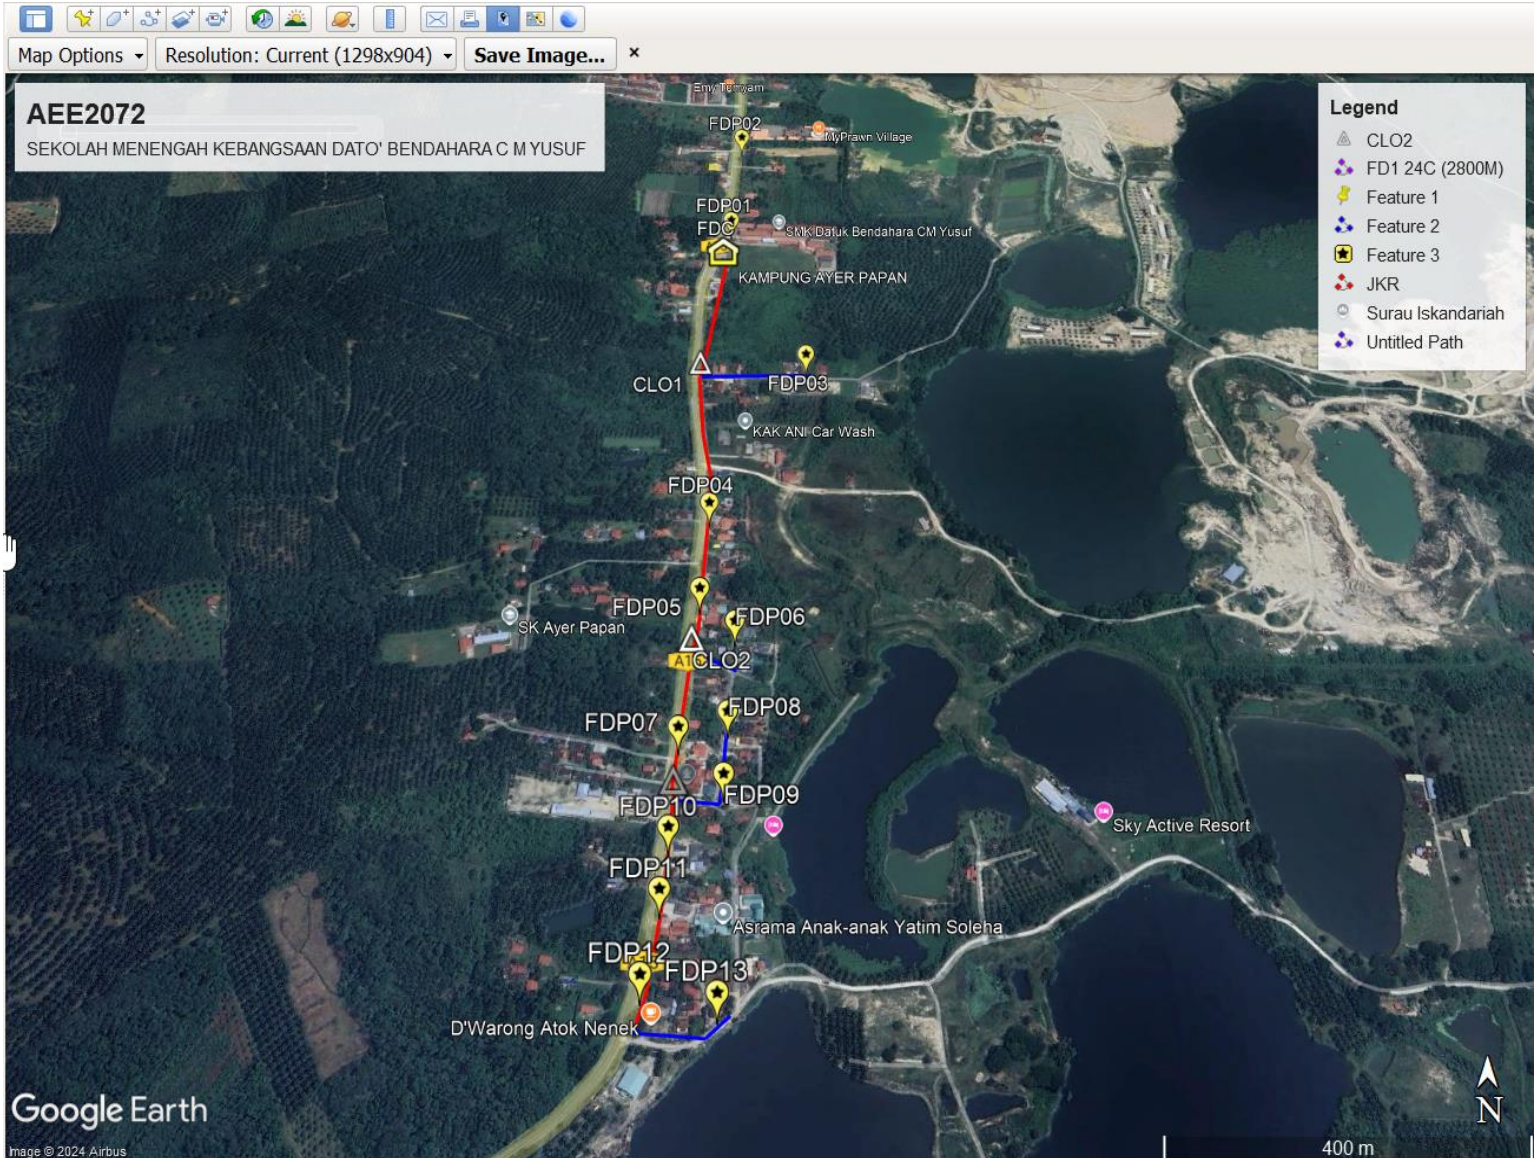 Map Options
Resolution: Current (1298x904)
Save Image...
×
AEE2072
SEKOLAH MENENGAH KEBANGSAAN DATO' BENDAHARA C M YUSUF
Legend
CLO2
FD1 24C (2800M)
Feature 1
Feature 2
Feature 3
JKR
Surau Iskandariah
Untitled Path
FDP02
MyPrawn Village
FDP01
FDC
SMK Datuk Bendahara CM Yusuf
KAMPUNG AYER PAPAN
CLO1
FDP03
KAK ANI Car Wash
FDP04
FDP05
FDP06
SK Ayer Papan
CLO2
FDP08
FDP07
FDP09
FDP10
Sky Active Resort
FDP11
Asrama Anak-anak Yatim Soleha
FDP12
FDP13
D'Warong Atok Nenek
N
Google Earth
Image © 2024 Airbus
400 m